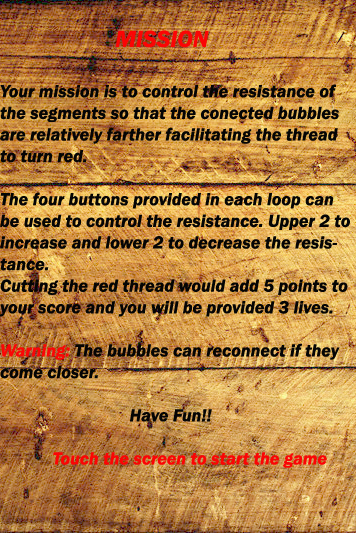 MISSION
Your mission is to control the resistance of
the segments so that the conected bubbles
are relatively farther facilitating the thread
to turn red.
The four buttons provided in each loop can
be used to control the resistance. Upper 2 to
increase and lower 2 to decrease the resis-
tance.
Cutting the red thread would add 5 points to
your score and you will be provided 3 lives.
Warning: The bubbles can reconnect if they
come closer.
Have Fun!!
Touch the screen to start the game